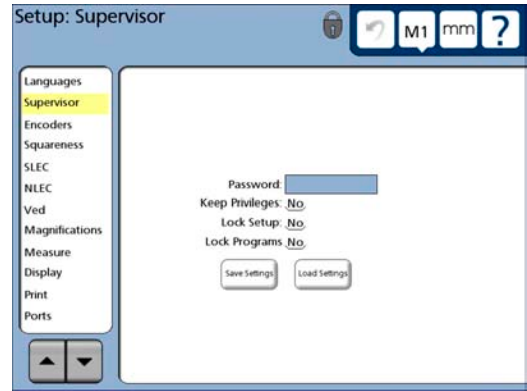 Setup: Supervisor
M1
mm
?
Languages
Supervisor
Encoders
Squareness
SLEC
NLEC
Ved
Magnifications
Measure
Display
Print
Ports
Password:
Keep Privileges: No
Lock Setup: No
Lock Programs No
Save Settings
Load Settings